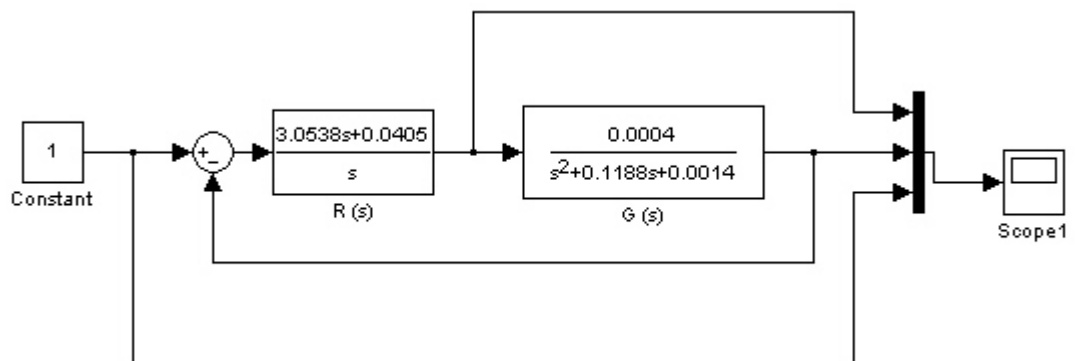 1
Constant
+
−
3.0538s+0.0405
s
R (s)
0.0004
s²+0.1188s+0.0014
G (s)
Scope1